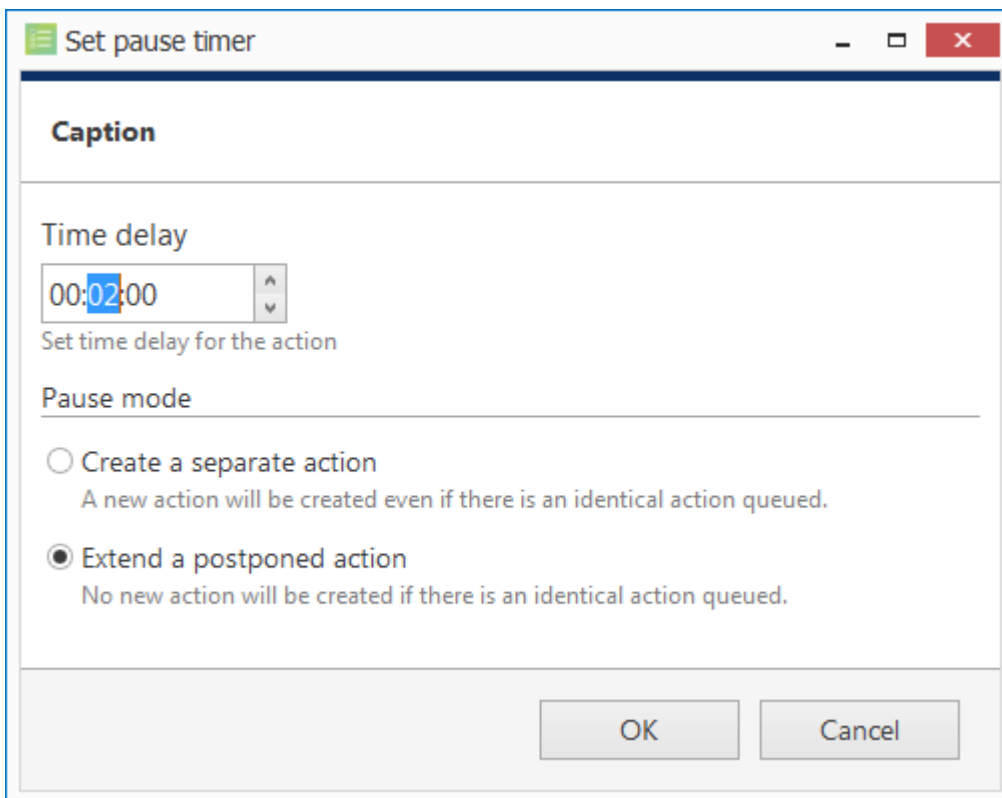 Set pause timer
Caption
Time delay
00:02:00
Set time delay for the action
Pause mode
Create a separate action
A new action will be created even if there is an identical action queued.
Extend a postponed action
No new action will be created if there is an identical action queued.
OK Cancel